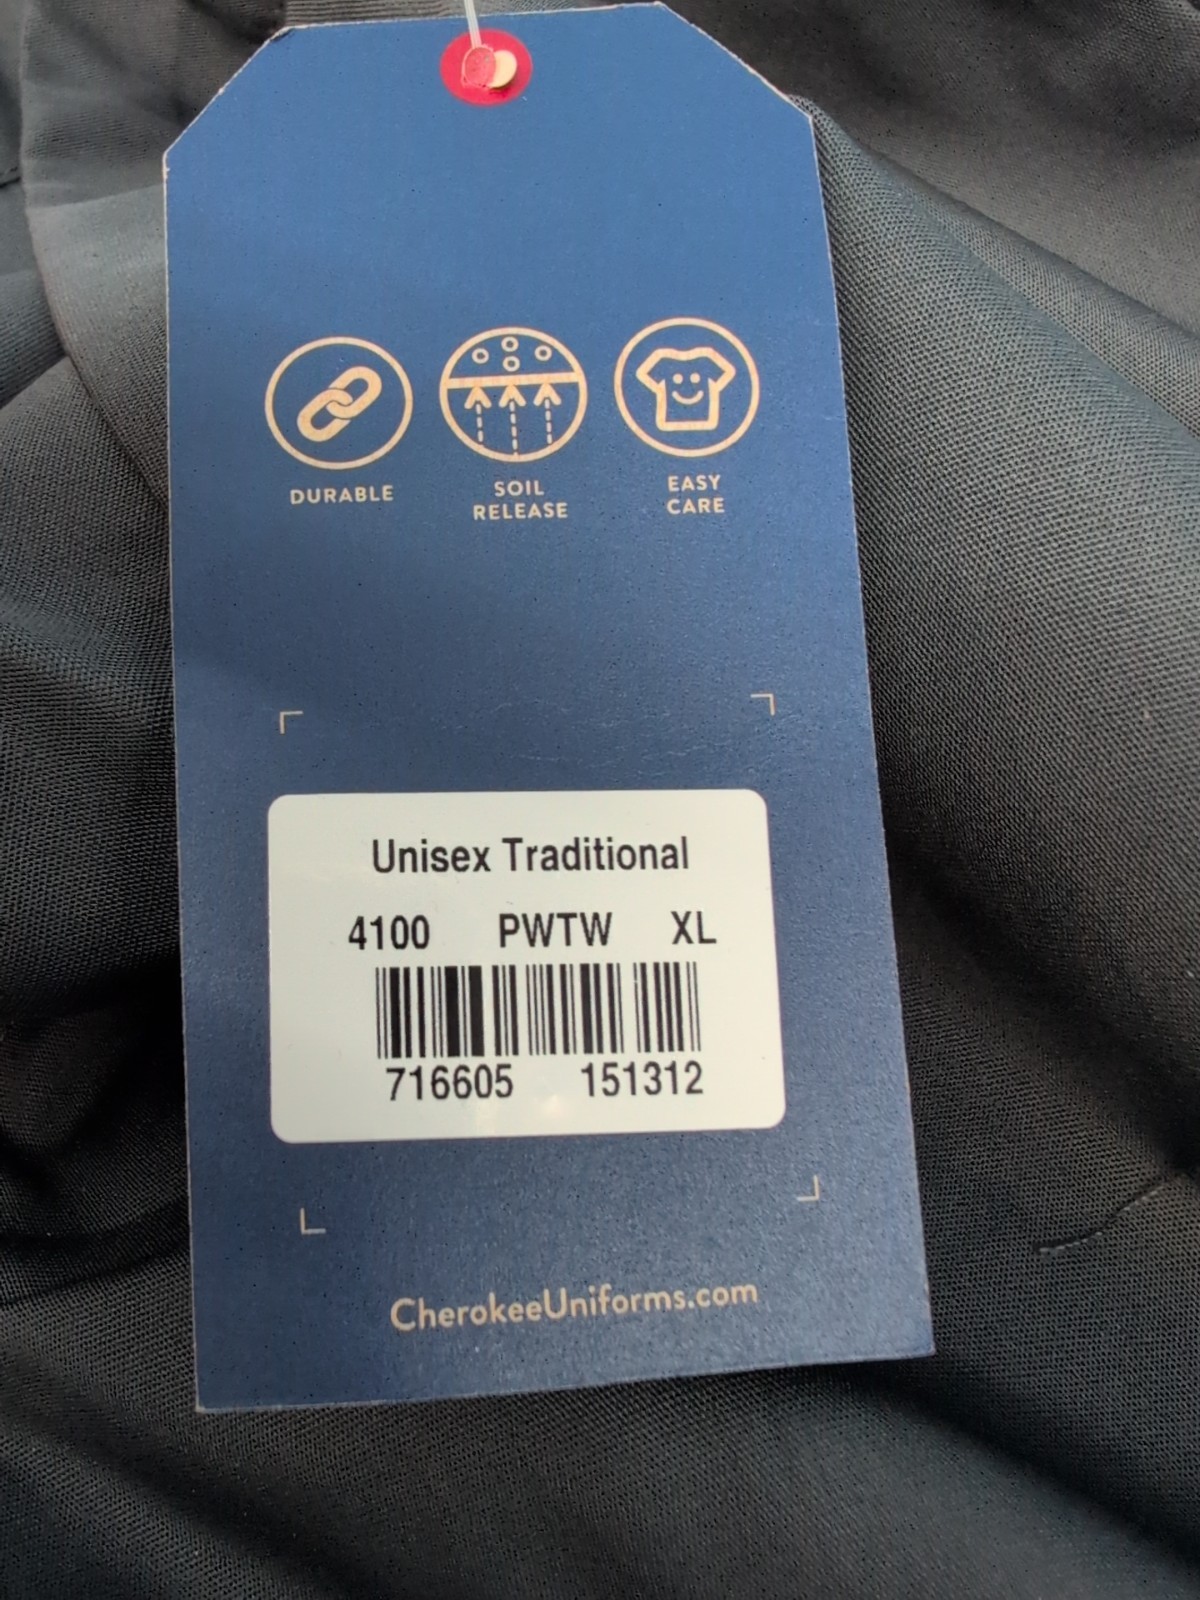 DURABLE
SOIL
RELEASE
EASY
CARE
Unisex Traditional
4100 PWTW XL
716605 151312
CherokeeUniforms.com